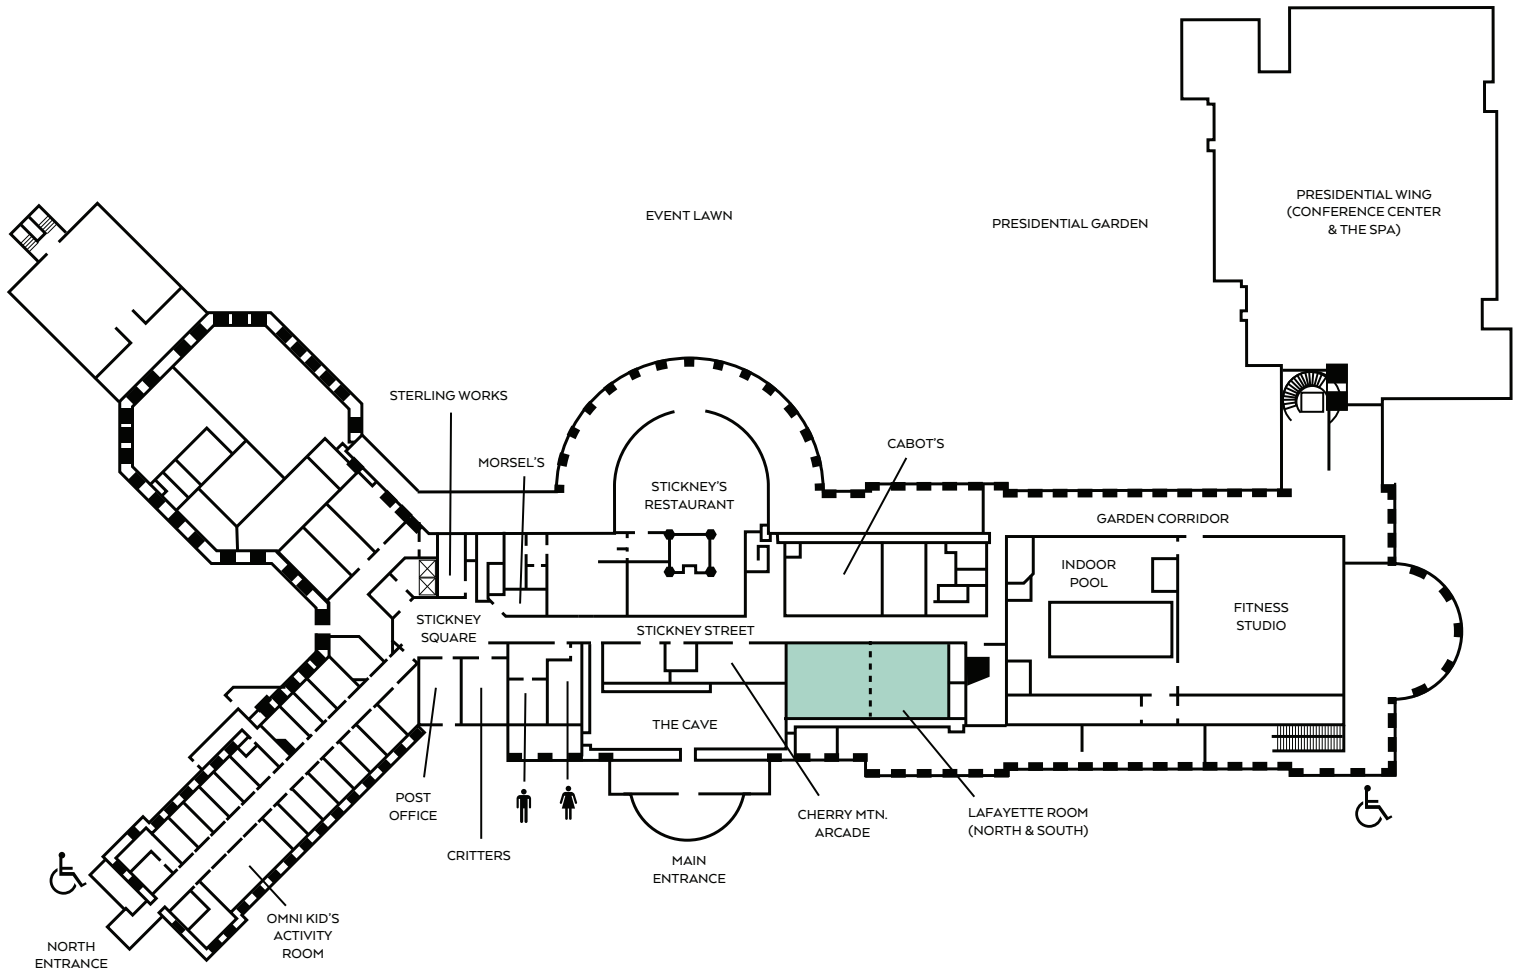 PRESIDENTIAL WING
(CONFERENCE CENTER
& THE SPA)
EVENT LAWN
PRESIDENTIAL GARDEN
STERLING WORKS
MORSEL'S
CABOT'S
STICKNEY'S
RESTAURANT
GARDEN CORRIDOR
INDOOR
POOL
FITNESS
STUDIO
STICKNEY
SQUARE
STICKNEY STREET
THE CAVE
POST
OFFICE
CRITTERS
CHERRY MTN.
ARCADE
LAFAYETTE ROOM
(NORTH & SOUTH)
MAIN
ENTRANCE
OMNI KID'S
ACTIVITY
ROOM
NORTH
ENTRANCE